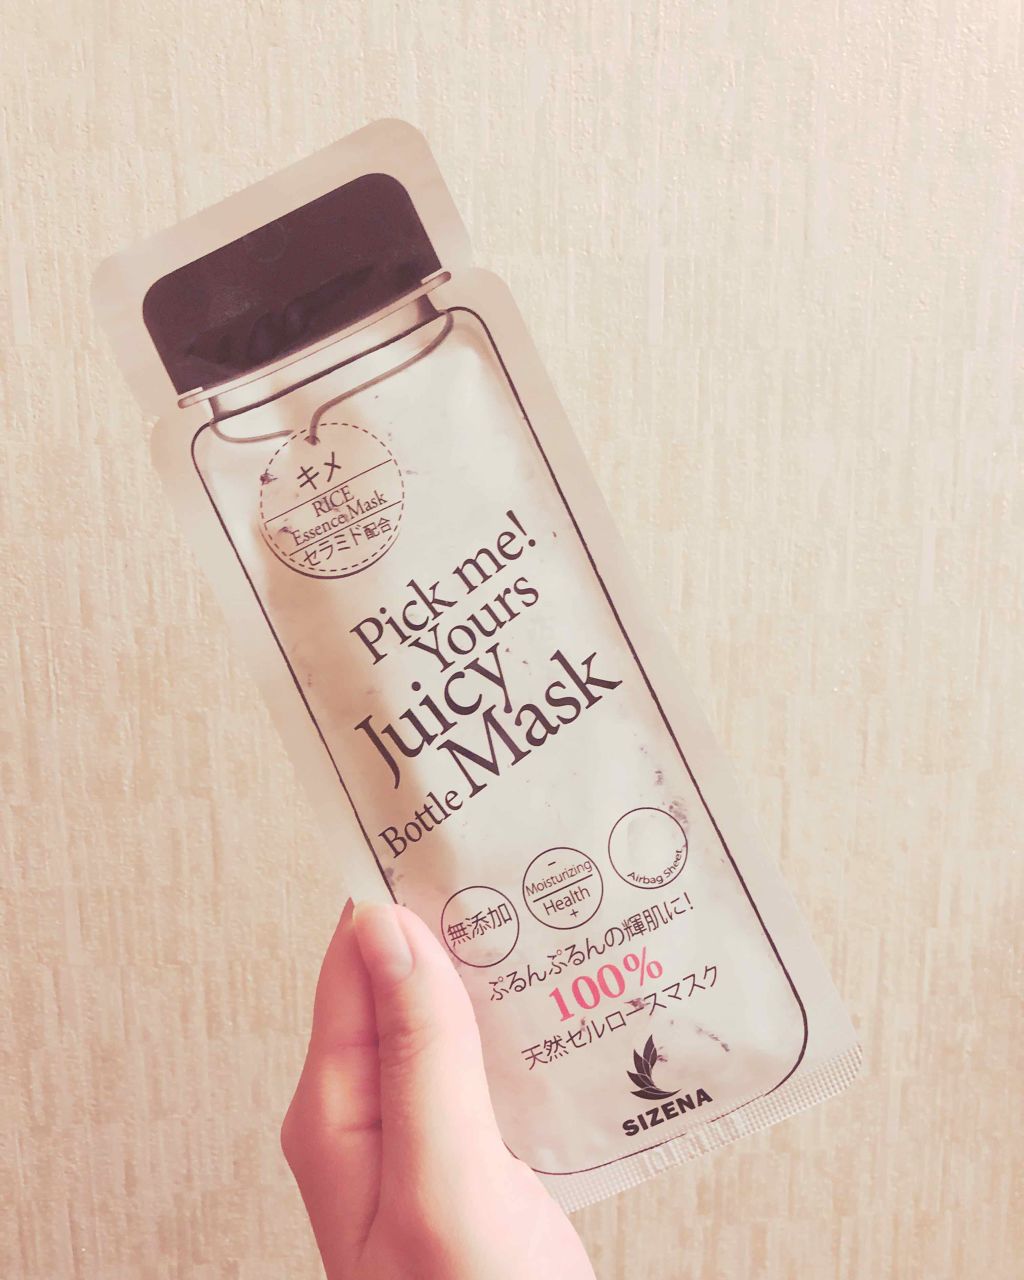 キメ
RICE
Essence Mask
セラミド配合
Pick me!
Yours
Juicy
Bottle Mask
無添加
-
Moisturizing
Health
+
Airbag Sheet
ぷるんぷるんの輝肌に!
100%
天然セルロースマスク
SIZENA